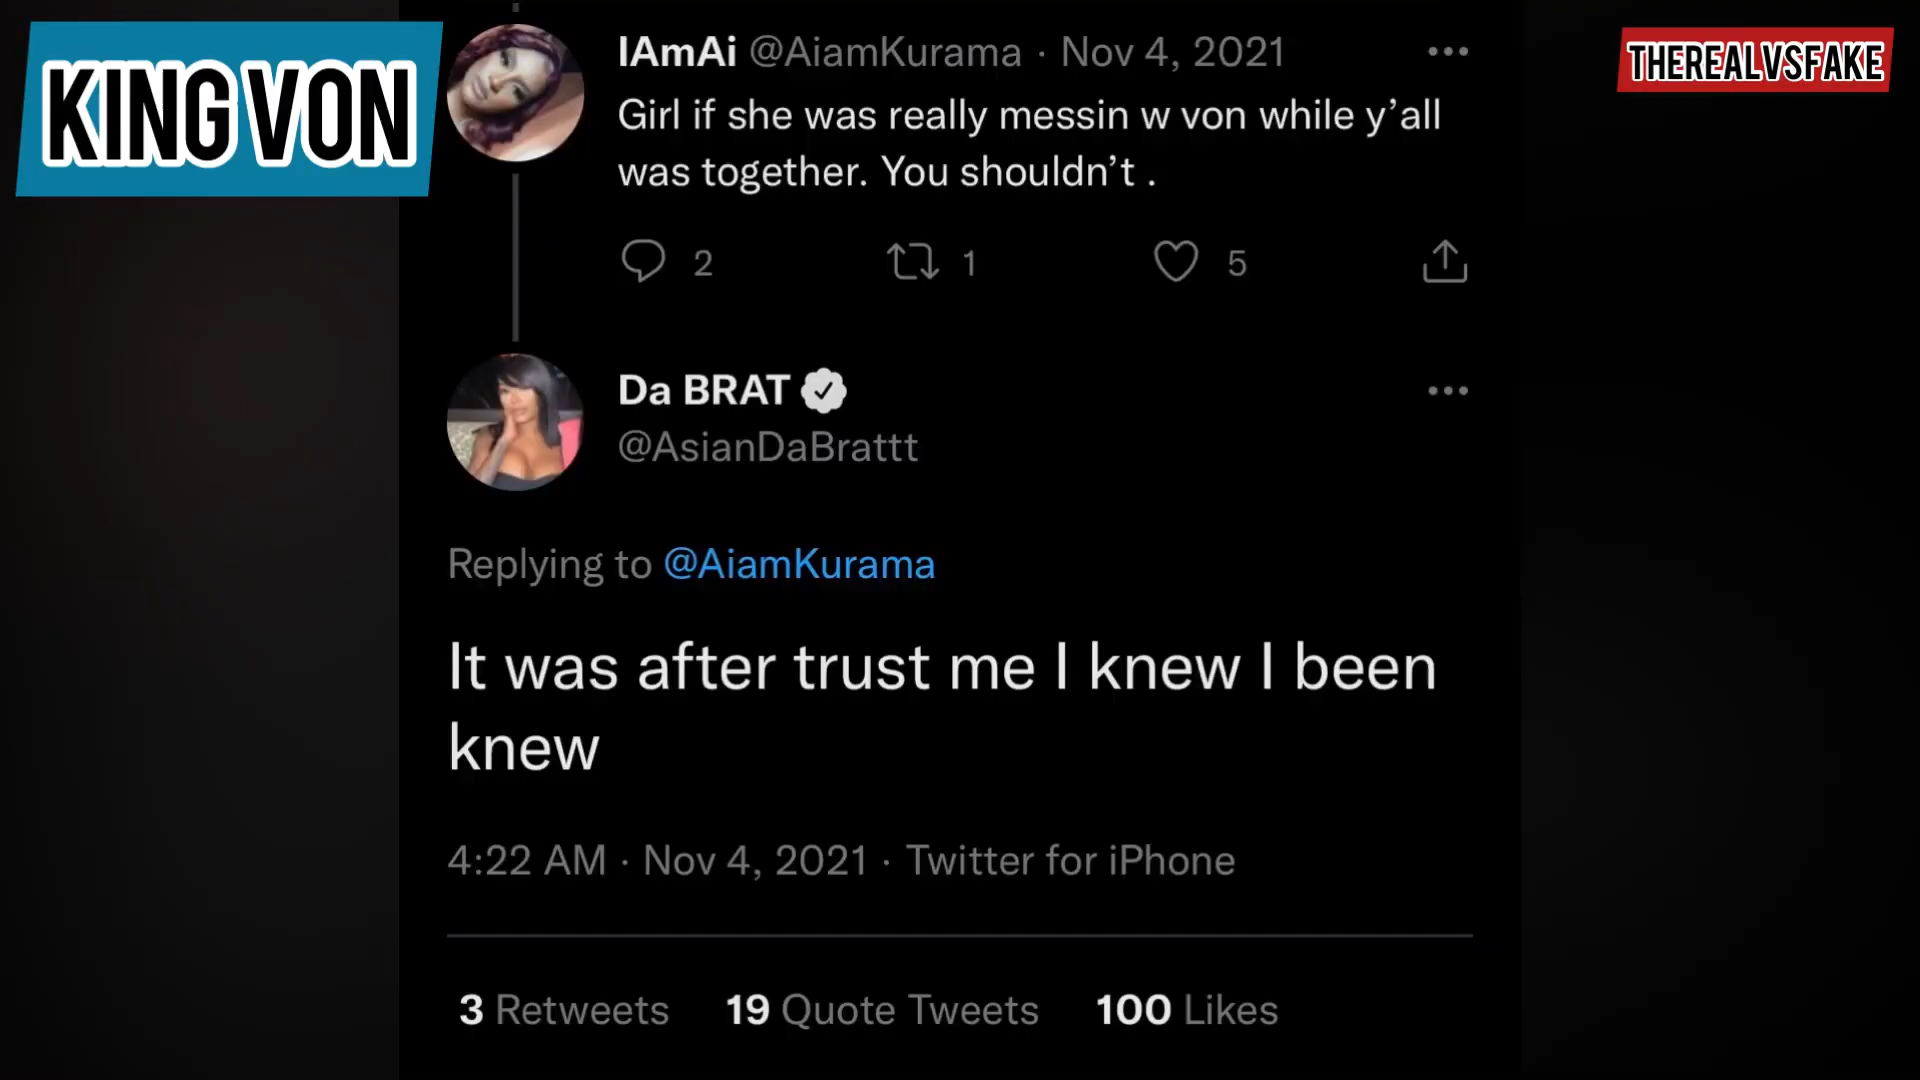 KING VON
THEREALVSFAKE
IAmAi @AiamKurama · Nov 4, 2021
Girl if she was really messin w von while y’all
was together. You shouldn’t .
2 1 5
Da BRAT
@AsianDaBrattt
Replying to @AiamKurama
It was after trust me I knew I been
knew
4:22 AM · Nov 4, 2021 · Twitter for iPhone
3 Retweets 19 Quote Tweets 100 Likes